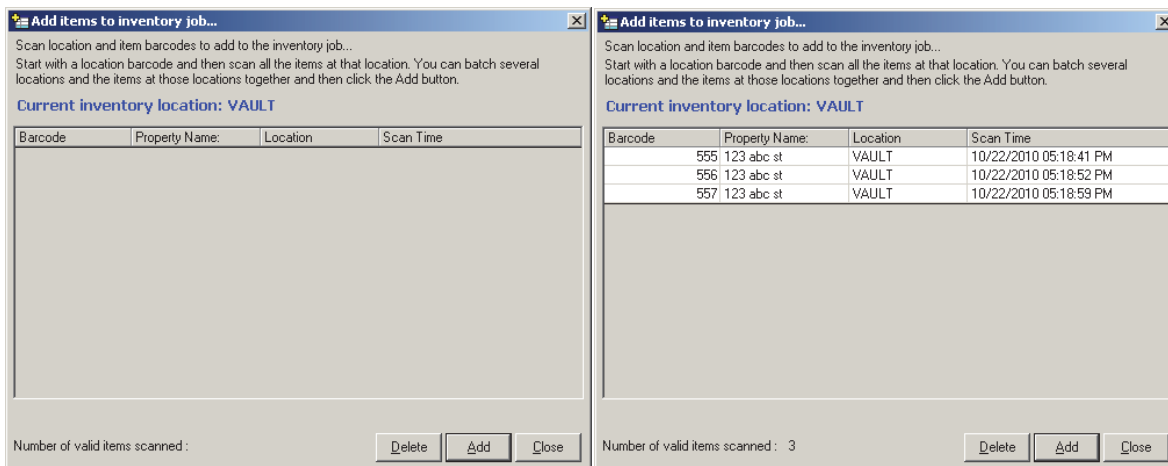 Add items to inventory job...
Scan location and item barcodes to add to the inventory job...
Start with a location barcode and then scan all the items at that location. You can batch several
locations and the items at those locations together and then click the Add button.
Current inventory location: VAULT
Barcode Property Name: Location Scan Time
Number of valid items scanned :
Delete Add Close
Add items to inventory job...
Scan location and item barcodes to add to the inventory job...
Start with a location barcode and then scan all the items at that location. You can batch several
locations and the items at those locations together and then click the Add button.
Current inventory location: VAULT
Barcode Property Name: Location Scan Time
555 123 abc st VAULT 10/22/2010 05:18:41 PM
556 123 abc st VAULT 10/22/2010 05:18:52 PM
557 123 abc st VAULT 10/22/2010 05:18:59 PM
Number of valid items scanned : 3
Delete Add Close